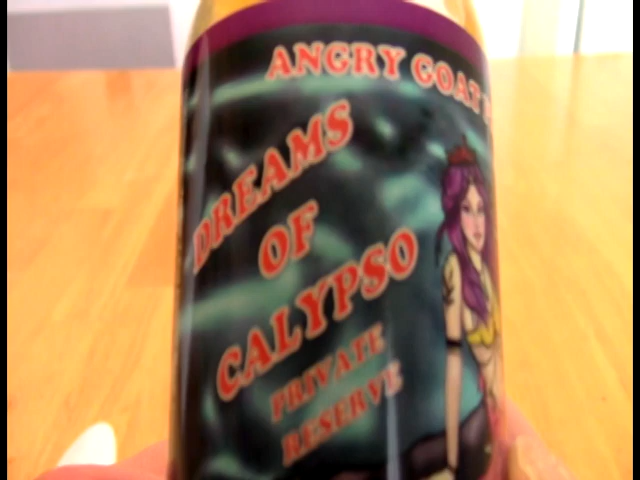 ANGRY GOAT
DREAMS
OF
CALYPSO
PRIVATE
RESERVE